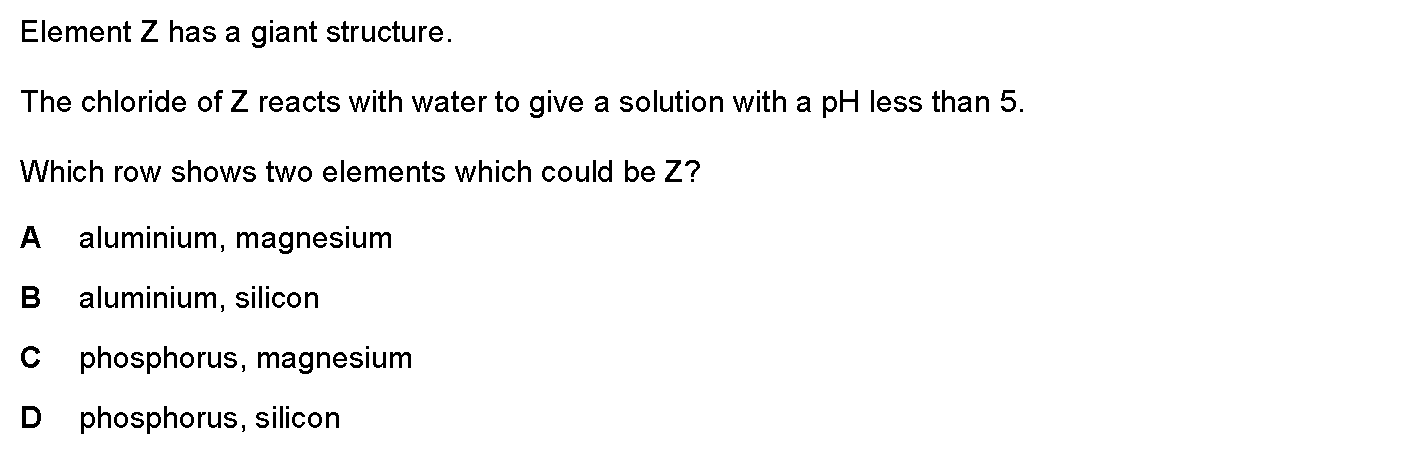 Element Z has a giant structure.
The chloride of Z reacts with water to give a solution with a pH less than 5.
Which row shows two elements which could be Z?
A aluminium, magnesium
B aluminium, silicon
C phosphorus, magnesium
D phosphorus, silicon